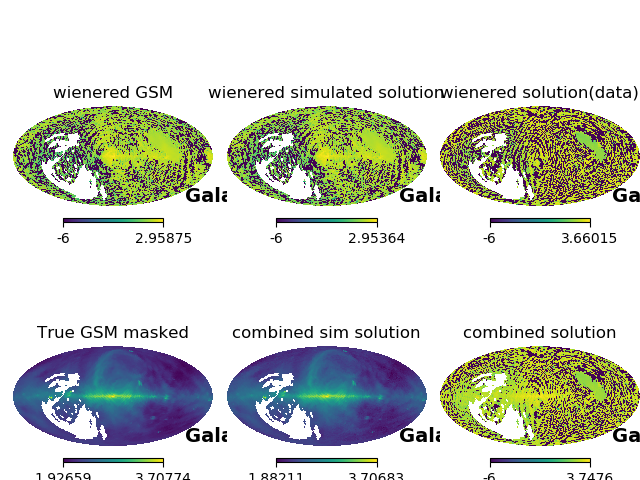 wienered GSM
wienered simulated solution
wienered solution(data)
Gala
Gala
Ga
-6 2.95875
-6 2.95364
-6 3.66015
True GSM masked
combined sim solution
combined solution
Gala
Gala
Ga
1.92659 3.70774
1.88211 3.70683
-6 3.7476